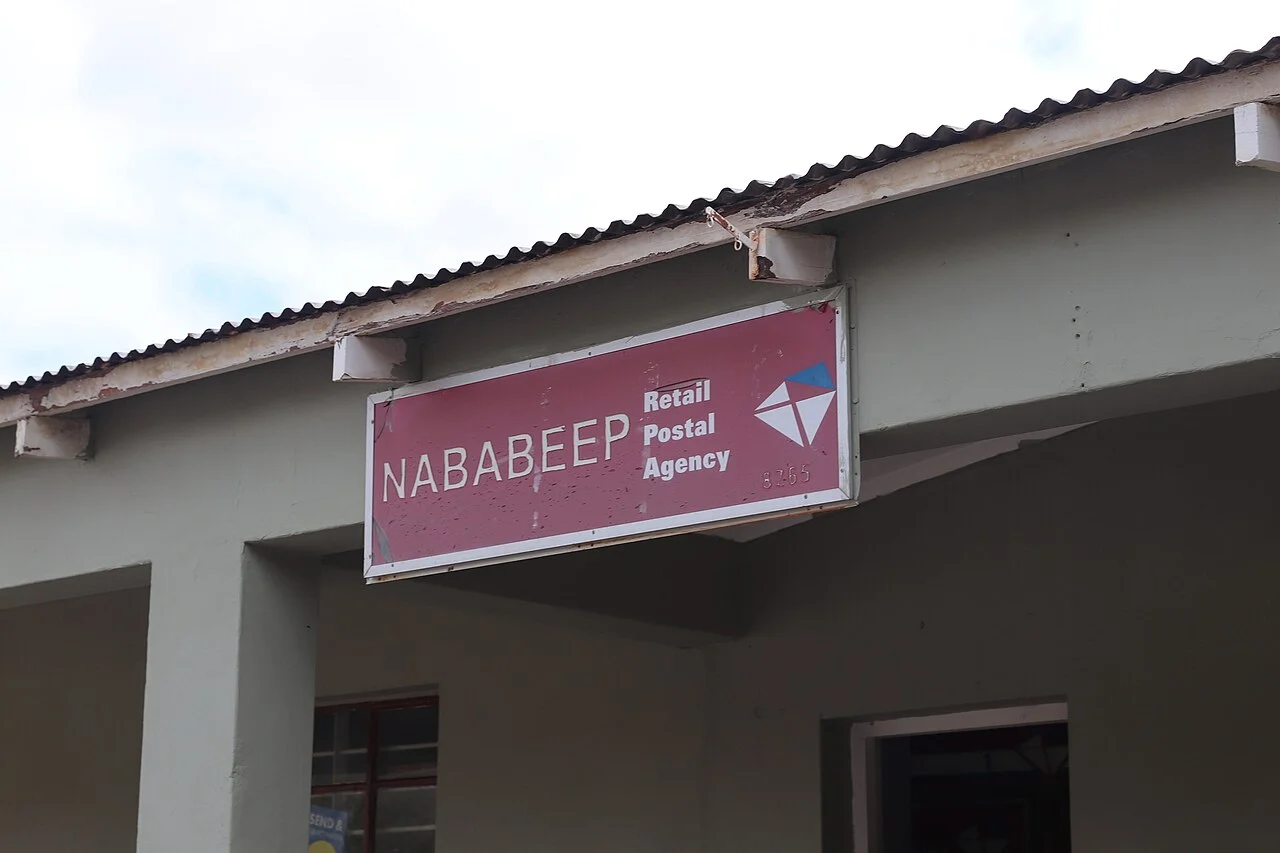 NABABEEP
Retail
Postal
Agency
8265
SEND &